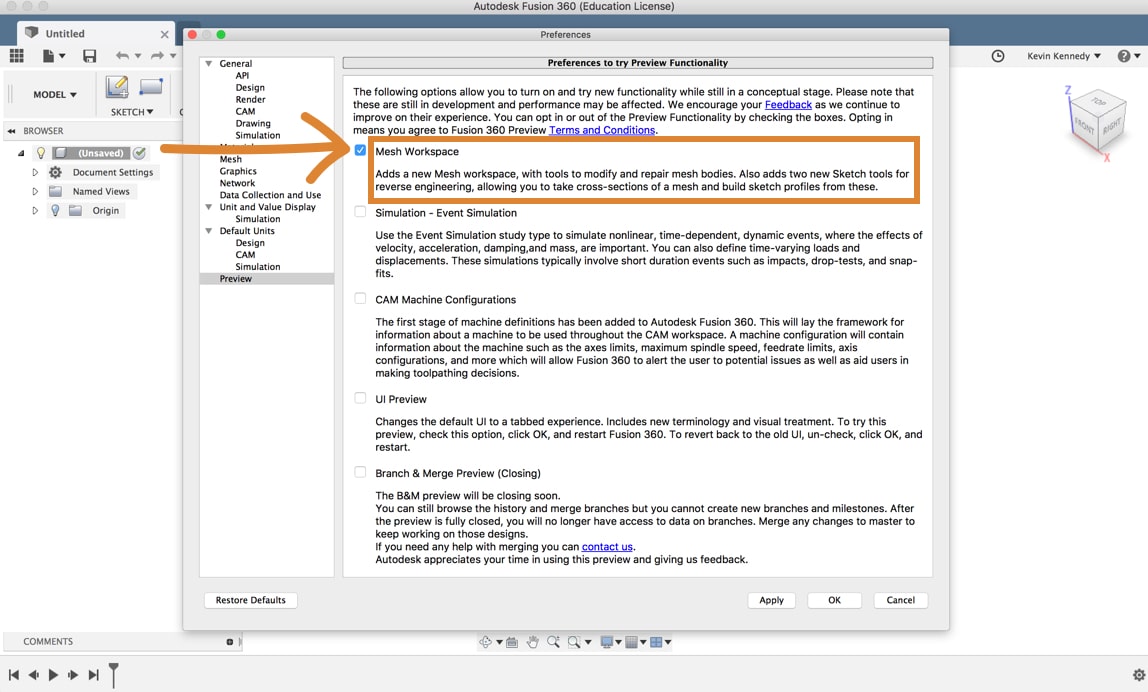 Autodesk Fusion 360 (Education License)
Untitled
Preferences
Kevin Kennedy
MODEL
SKETCH
BROWSER
(Unsaved)
Document Settings
Named Views
Origin
General
API
Design
Render
CAM
Drawing
Simulation
Mesh
Graphics
Network
Data Collection and Use
Unit and Value Display
Simulation
Default Units
Design
CAM
Simulation
Preview
Preferences to try Preview Functionality
The following options allow you to turn on and try new functionality while still in a conceptual stage. Please note that
these are still in development and performance may be affected. We encourage your Feedback as we continue to
improve on their experience. You can opt in or out of the Preview Functionality by checking the boxes. Opting in
means you agree to Fusion 360 Preview Terms and Conditions.
Mesh Workspace
Adds a new Mesh workspace, with tools to modify and repair mesh bodies. Also adds two new Sketch tools for
reverse engineering, allowing you to take cross-sections of a mesh and build sketch profiles from these.
Simulation - Event Simulation
Use the Event Simulation study type to simulate nonlinear, time-dependent, dynamic events, where the effects of
velocity, acceleration, damping,and mass, are important. You can also define time-varying loads and
displacements. These simulations typically involve short duration events such as impacts, drop-tests, and snap-
fits.
CAM Machine Configurations
The first stage of machine definitions has been added to Autodesk Fusion 360. This will lay the framework for
information about a machine to be used throughout the CAM workspace. A machine configuration will contain
information about the machine such as the axes limits, maximum spindle speed, feedrate limits, axis
configurations, and more which will allow Fusion 360 to alert the user to potential issues as well as aid users in
making toolpathing decisions.
UI Preview
Changes the default UI to a tabbed experience. Includes new terminology and visual treatment. To try this
preview, check this option, click OK, and restart Fusion 360. To revert back to the old UI, un-check, click OK, and
restart.
Branch & Merge Preview (Closing)
The B&M preview will be closing soon.
You can still browse the history and merge branches but you cannot create new branches and milestones. After
the preview is fully closed, you will no longer have access to data on branches. Merge any changes to master to
keep working on those designs.
If you need any help with merging you can contact us.
Autodesk appreciates your time in using this preview and giving us feedback.
Restore Defaults
Apply
OK
Cancel
Z
TOP
FRONT
RIGHT
X
COMMENTS